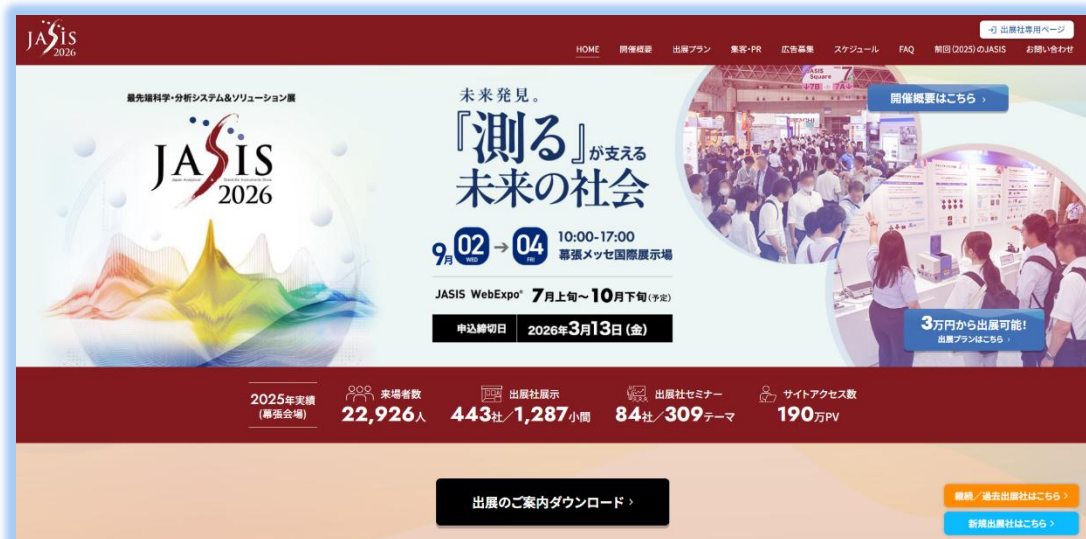 JASIS
2026
出展社専用ページ
HOME 開催概要 出展プラン 集客・PR 広告募集 スケジュール FAQ 前回(2025)のJASIS お問い合わせ
最先端科学・分析システム&ソリューション展
JASIS
Japan Analytical Scientific Instruments Show
2026
未来発見。
『測る』が支える
未来の社会
9月 02 WED → 04 FRI
10:00-17:00
幕張メッセ国際展示場
JASIS WebExpo® 7月上旬~10月下旬(予定)
申込締切日 2026年3月13日(金)
JASIS
Square 7
↓7B 7A↓
開催概要はこちら ›
3万円から出展可能!
出展プランはこちら ›
2025年実績
(幕張会場)
来場者数
22,926人
出展社展示
443社/1,287小間
出展社セミナー
84社/309テーマ
サイトアクセス数
190万PV
出展のご案内ダウンロード ›
継続/過去出展社はこちら ›
新規出展社はこちら ›